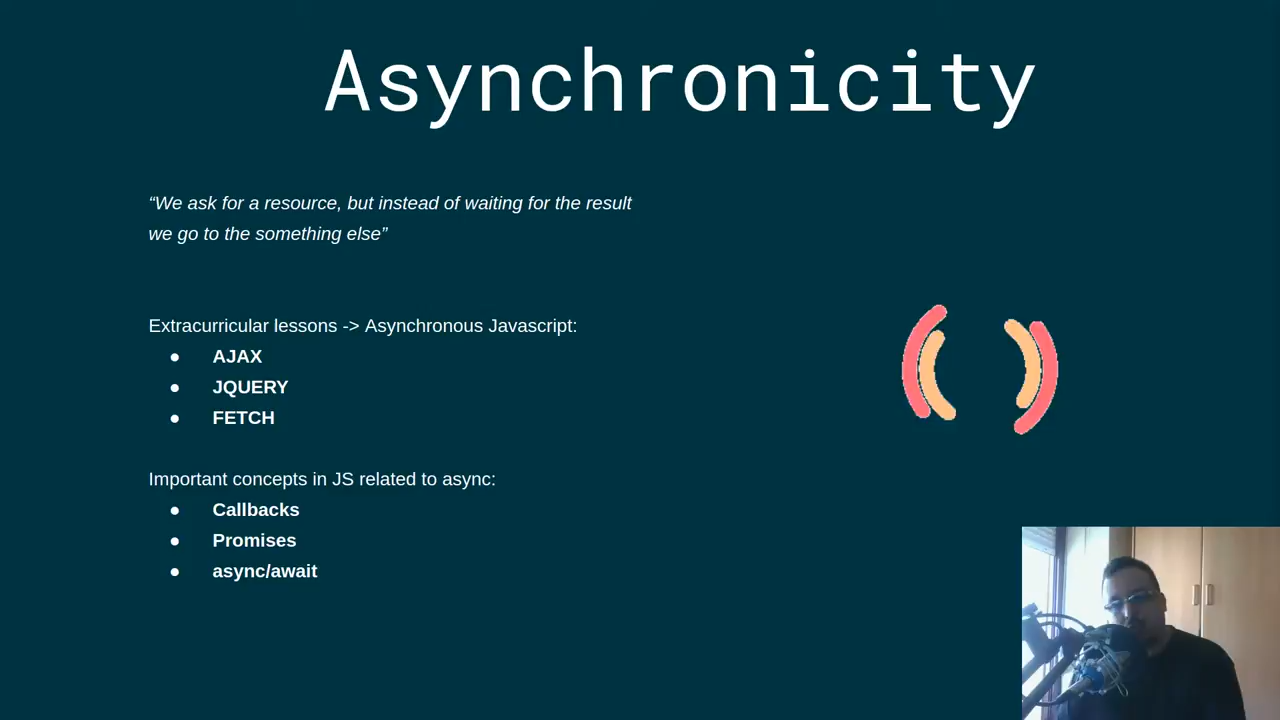 Asynchronicity
“We ask for a resource, but instead of waiting for the result
we go to the something else”
Extracurricular lessons -> Asynchronous Javascript:
● AJAX
● JQUERY
● FETCH
Important concepts in JS related to async:
● Callbacks
● Promises
● async/await